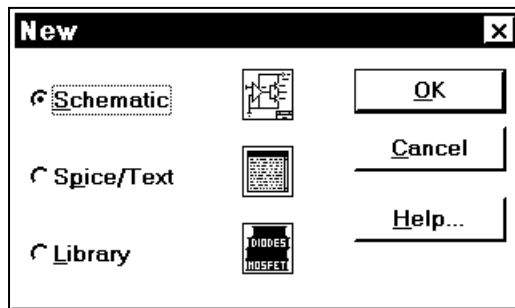 New
Schematic
OK
Spice/Text
Cancel
Library
DIODES
MOSFET
Help...